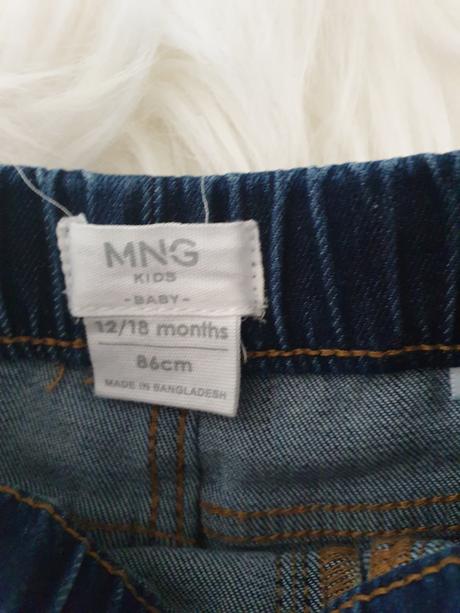 MNG
KIDS
-BABY-
12/18 months
86cm
MADE IN BANGLADESH